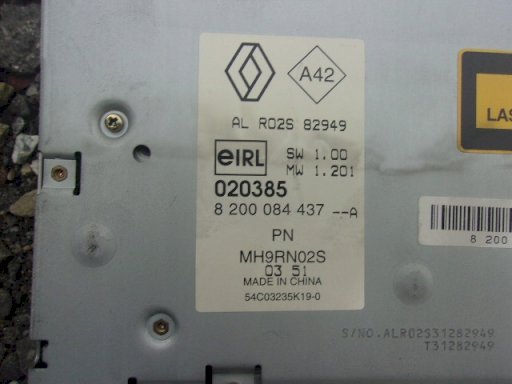 A42
AL R02S 82949
eIRL
SW 1.00
MW 1.201
020385
8 200 084 437 --A
PN
MH9RN02S
03 51
MADE IN CHINA
54C03235K19-0
LAS
8 200
S/NO.ALR02S31282949
T31282949